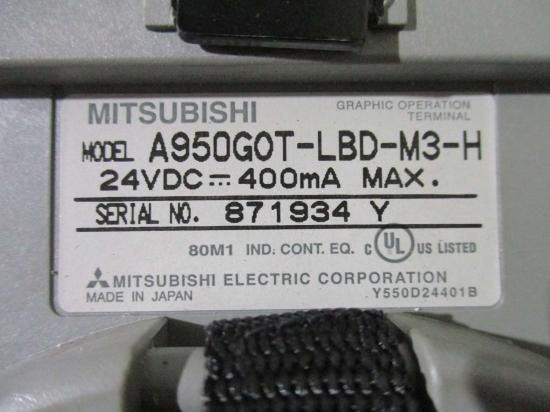 MITSUBISHI
GRAPHIC OPERATION
TERMINAL
MODEL A950GOT-LBD-M3-H
24VDC⎓400mA MAX.
SERIAL NO. 871934 Y
80M1 IND. CONT. EQ. C UL US LISTED
MITSUBISHI ELECTRIC CORPORATION
MADE IN JAPAN
Y550D24401B